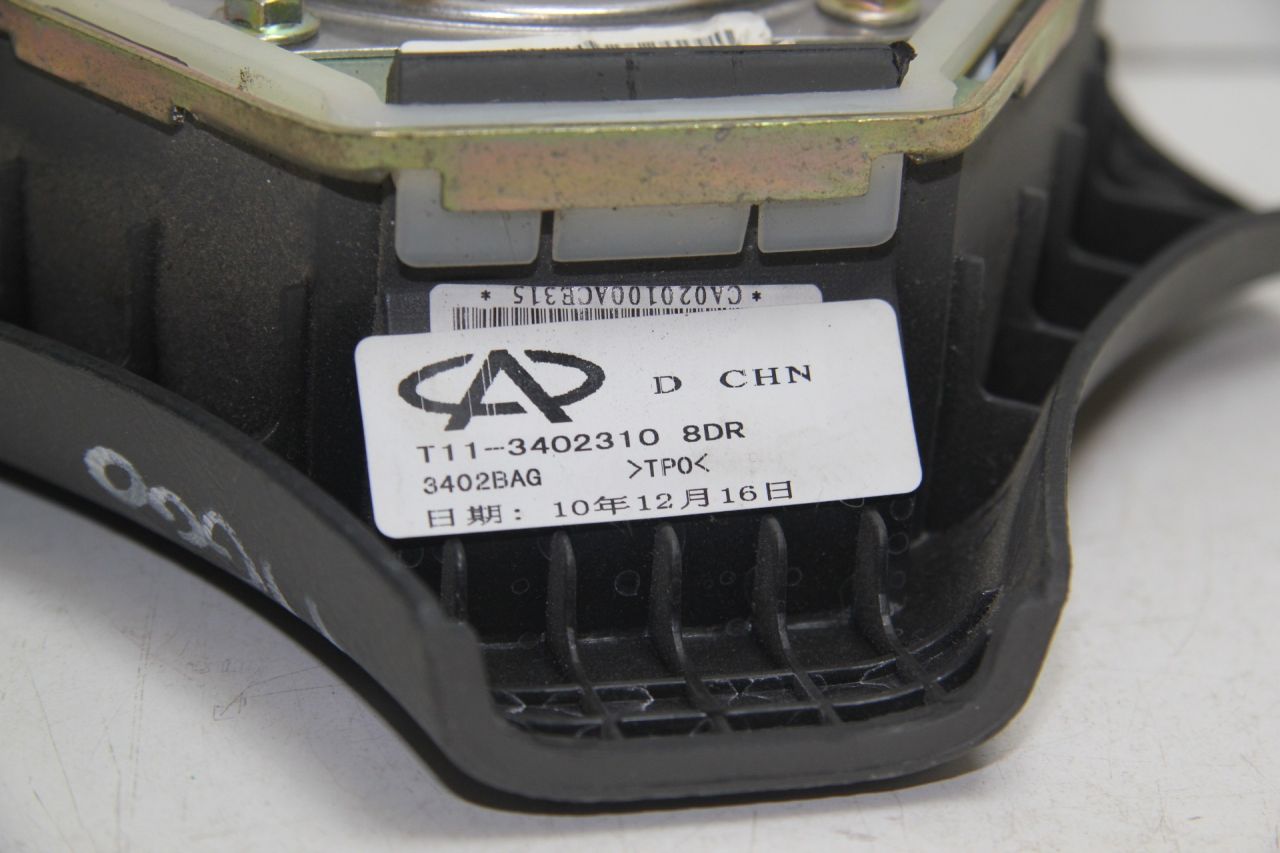 * CA020100ACB315 *
D CHN
T11---3402310 8DR
3402BAG >TPO<
日期: 10年12月16日